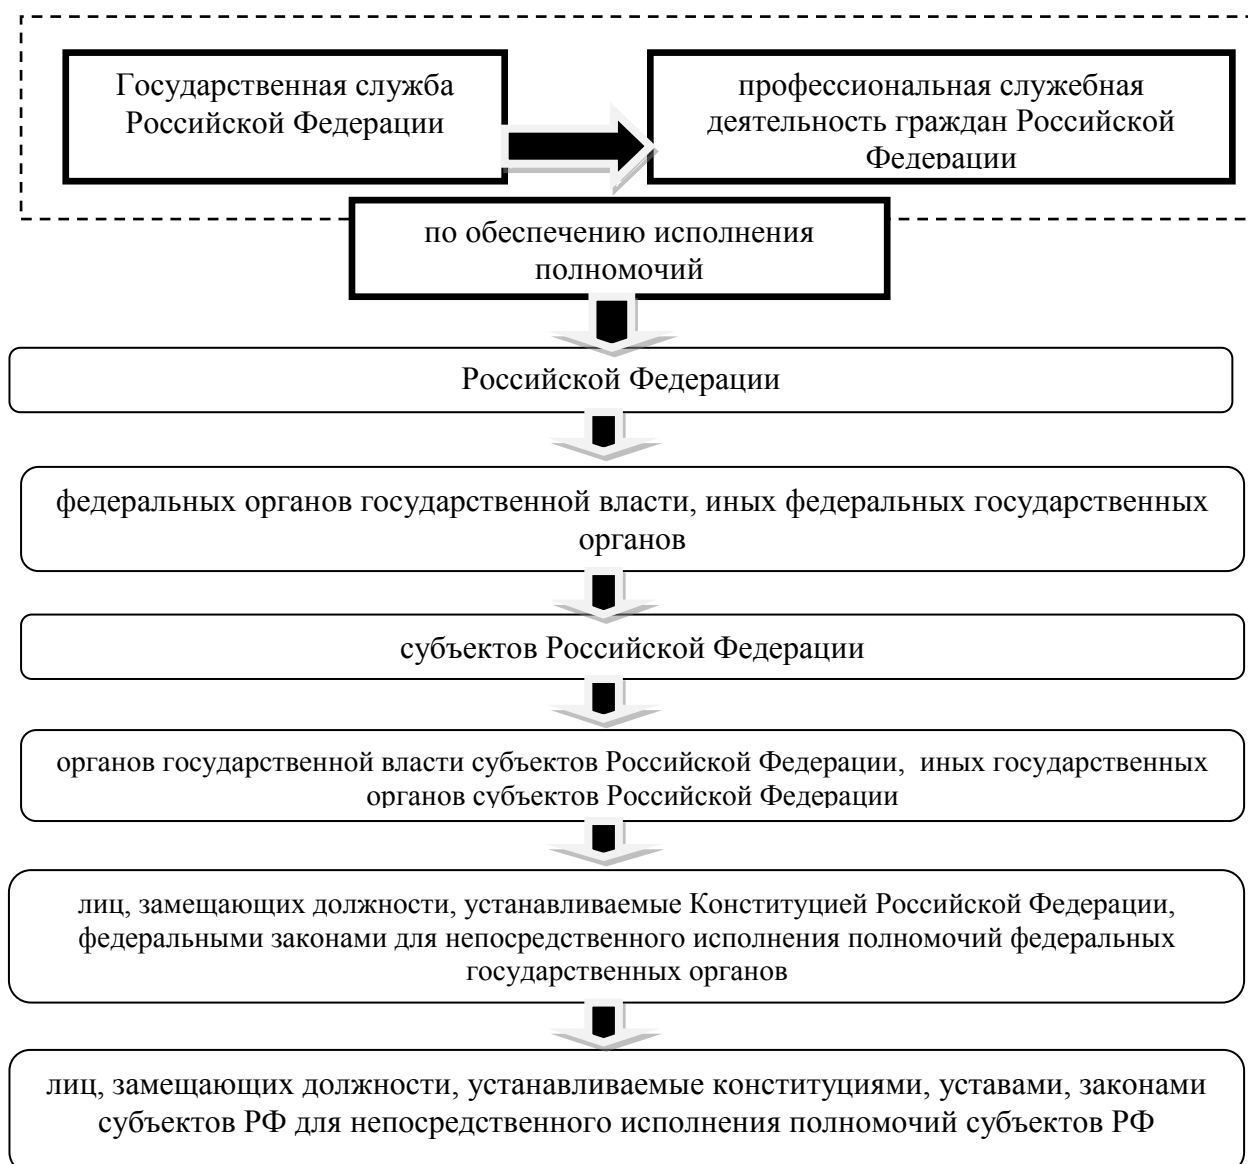 Государственная служба
Российской Федерации
профессиональная служебная
деятельность граждан Российской
Федерации
по обеспечению исполнения
полномочий
Российской Федерации
федеральных органов государственной власти, иных федеральных государственных
органов
субъектов Российской Федерации
органов государственной власти субъектов Российской Федерации, иных государственных
органов субъектов Российской Федерации
лиц, замещающих должности, устанавливаемые Конституцией Российской Федерации,
федеральными законами для непосредственного исполнения полномочий федеральных
государственных органов
лиц, замещающих должности, устанавливаемые конституциями, уставами, законами
субъектов РФ для непосредственного исполнения полномочий субъектов РФ